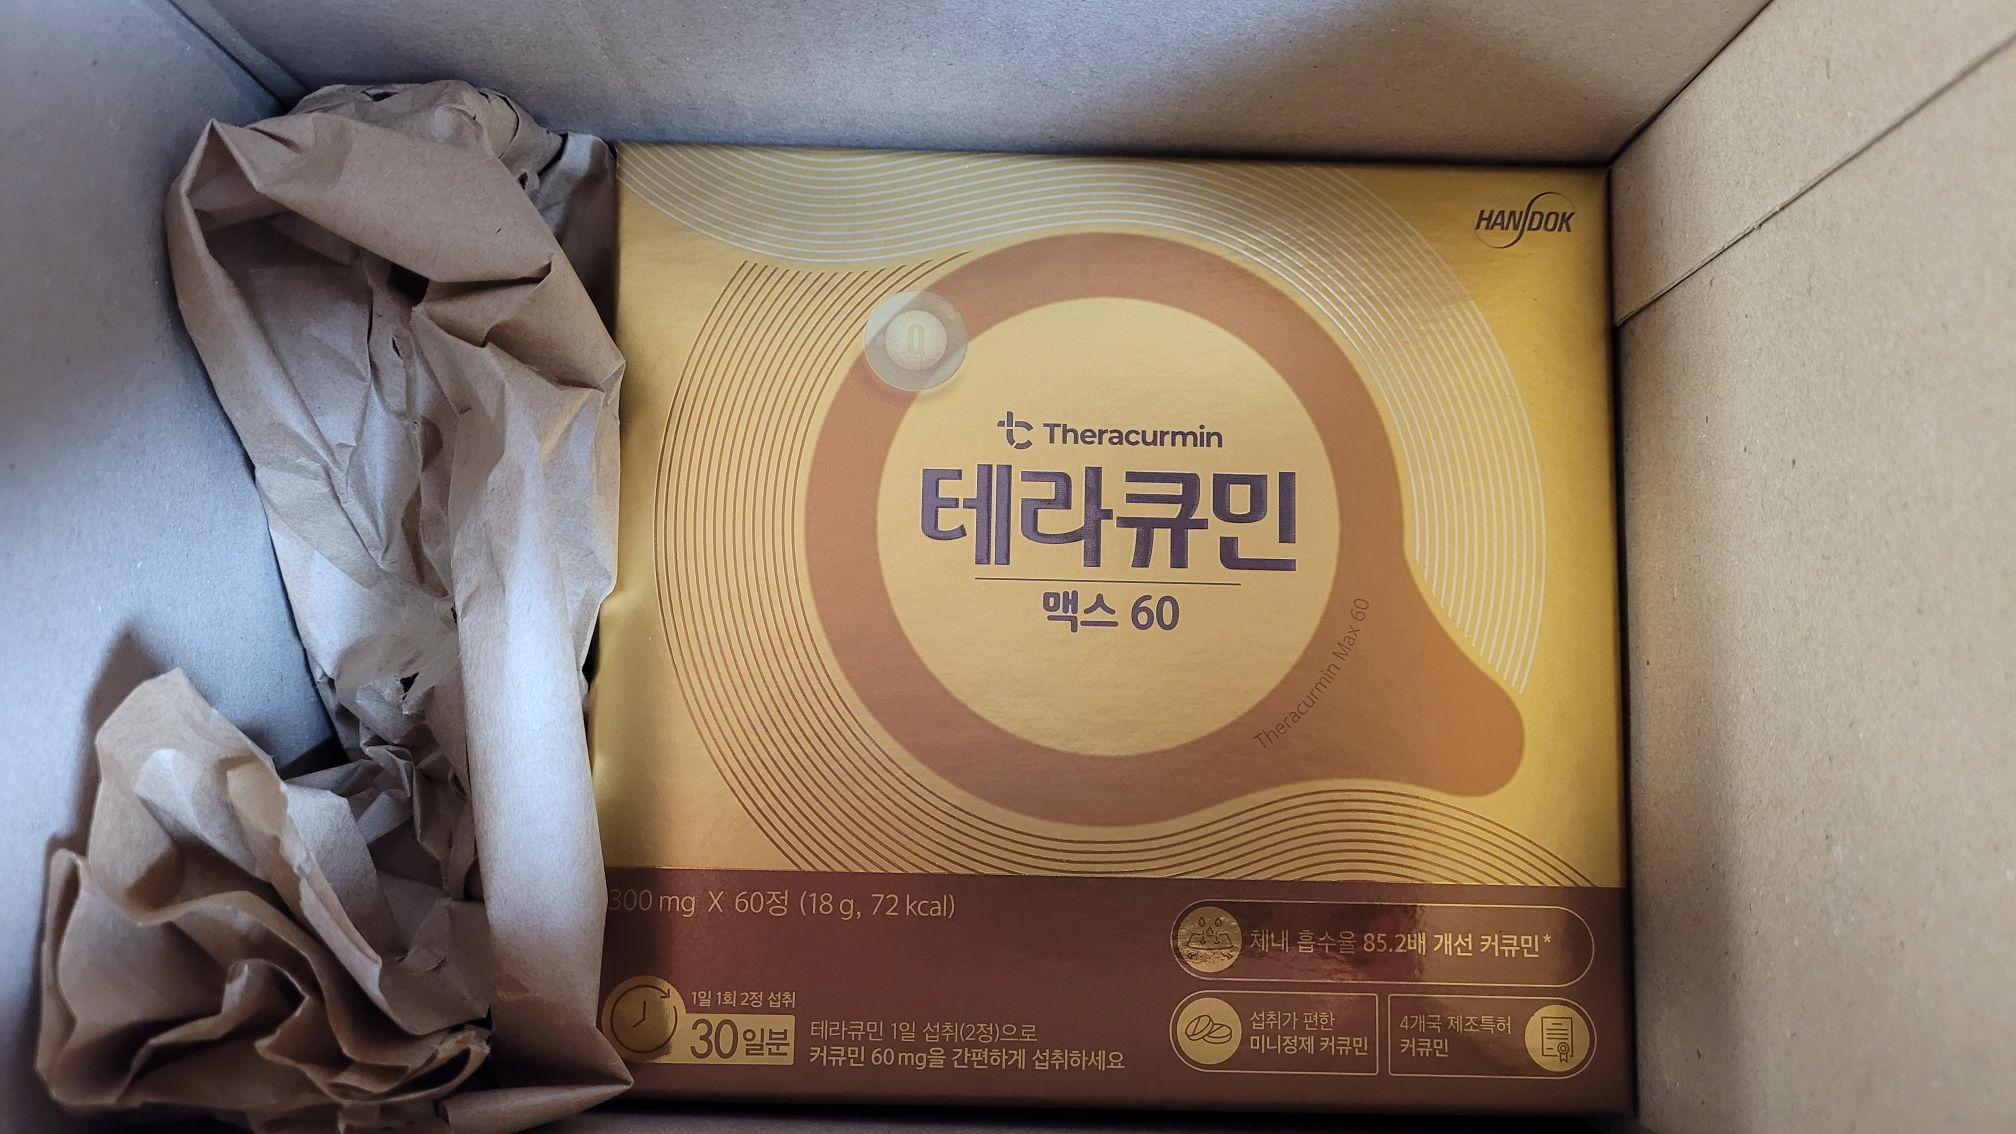 HANDOK
Theracurmin
테라큐민
맥스 60
Theracurmin Max 60
300 mg X 60정 (18 g, 72 kcal)
체내 흡수율 85.2배 개선 커큐민*
1일 1회 2정 섭취
30일분
테라큐민 1일 섭취(2정)으로
커큐민 60 mg을 간편하게 섭취하세요
섭취가 편한
미니정제 커큐민
4개국 제조특허
커큐민